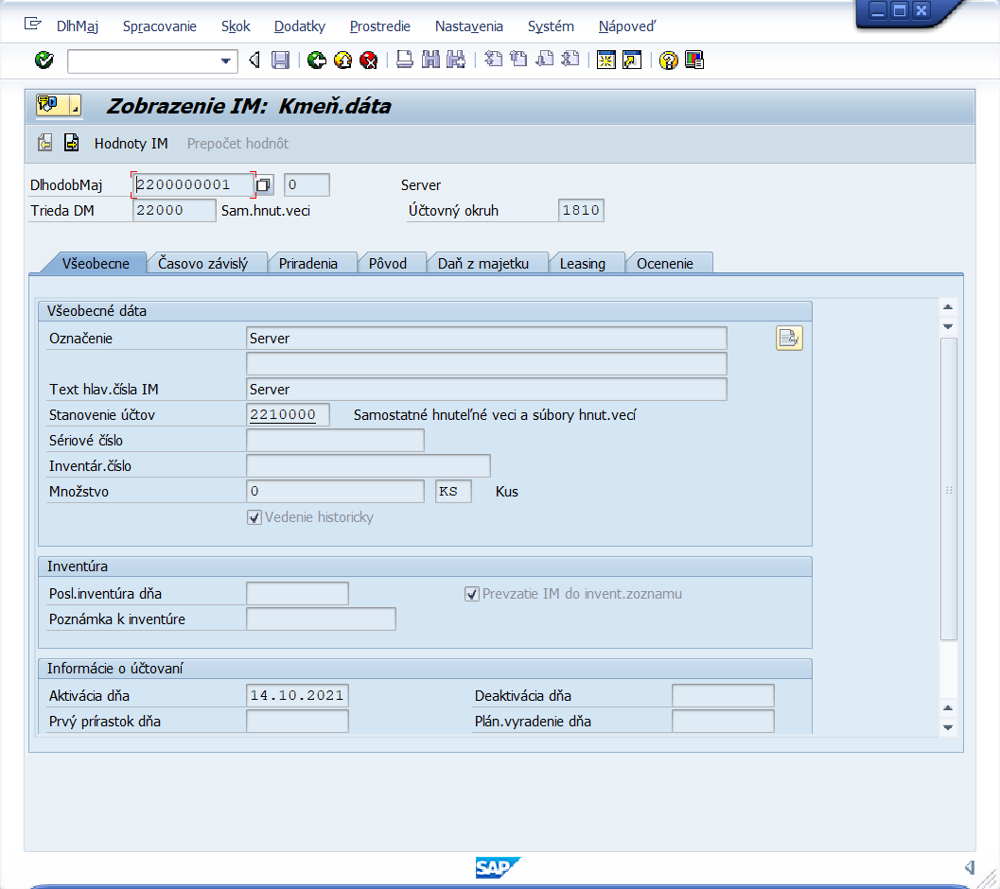 DlhMaj Spracovanie Skok Dodatky Prostredie Nastavenia Systém Nápoveď
Zobrazenie IM: Kmeň.dáta
Hodnoty IM Prepočet hodnôt
DlhodobMaj 2200000001 0 Server
Trieda DM 22000 Sam.hnut.veci Účtovný okruh 1810
Všeobecne Časovo závislý Priradenia Pôvod Daň z majetku Leasing Ocenenie
Všeobecné dáta
Označenie Server
Text hlav.čísla IM Server
Stanovenie účtov 2210000 Samostatné hnuteľné veci a súbory hnut.vecí
Sériové číslo
Inventár.číslo
Množstvo 0 KS Kus
Vedenie historicky
Inventúra
Posl.inventúra dňa Prevzatie IM do invent.zoznamu
Poznámka k inventúre
Informácie o účtovaní
Aktivácia dňa 14.10.2021 Deaktivácia dňa
Prvý prírastok dňa Plán.vyradenie dňa
SAP